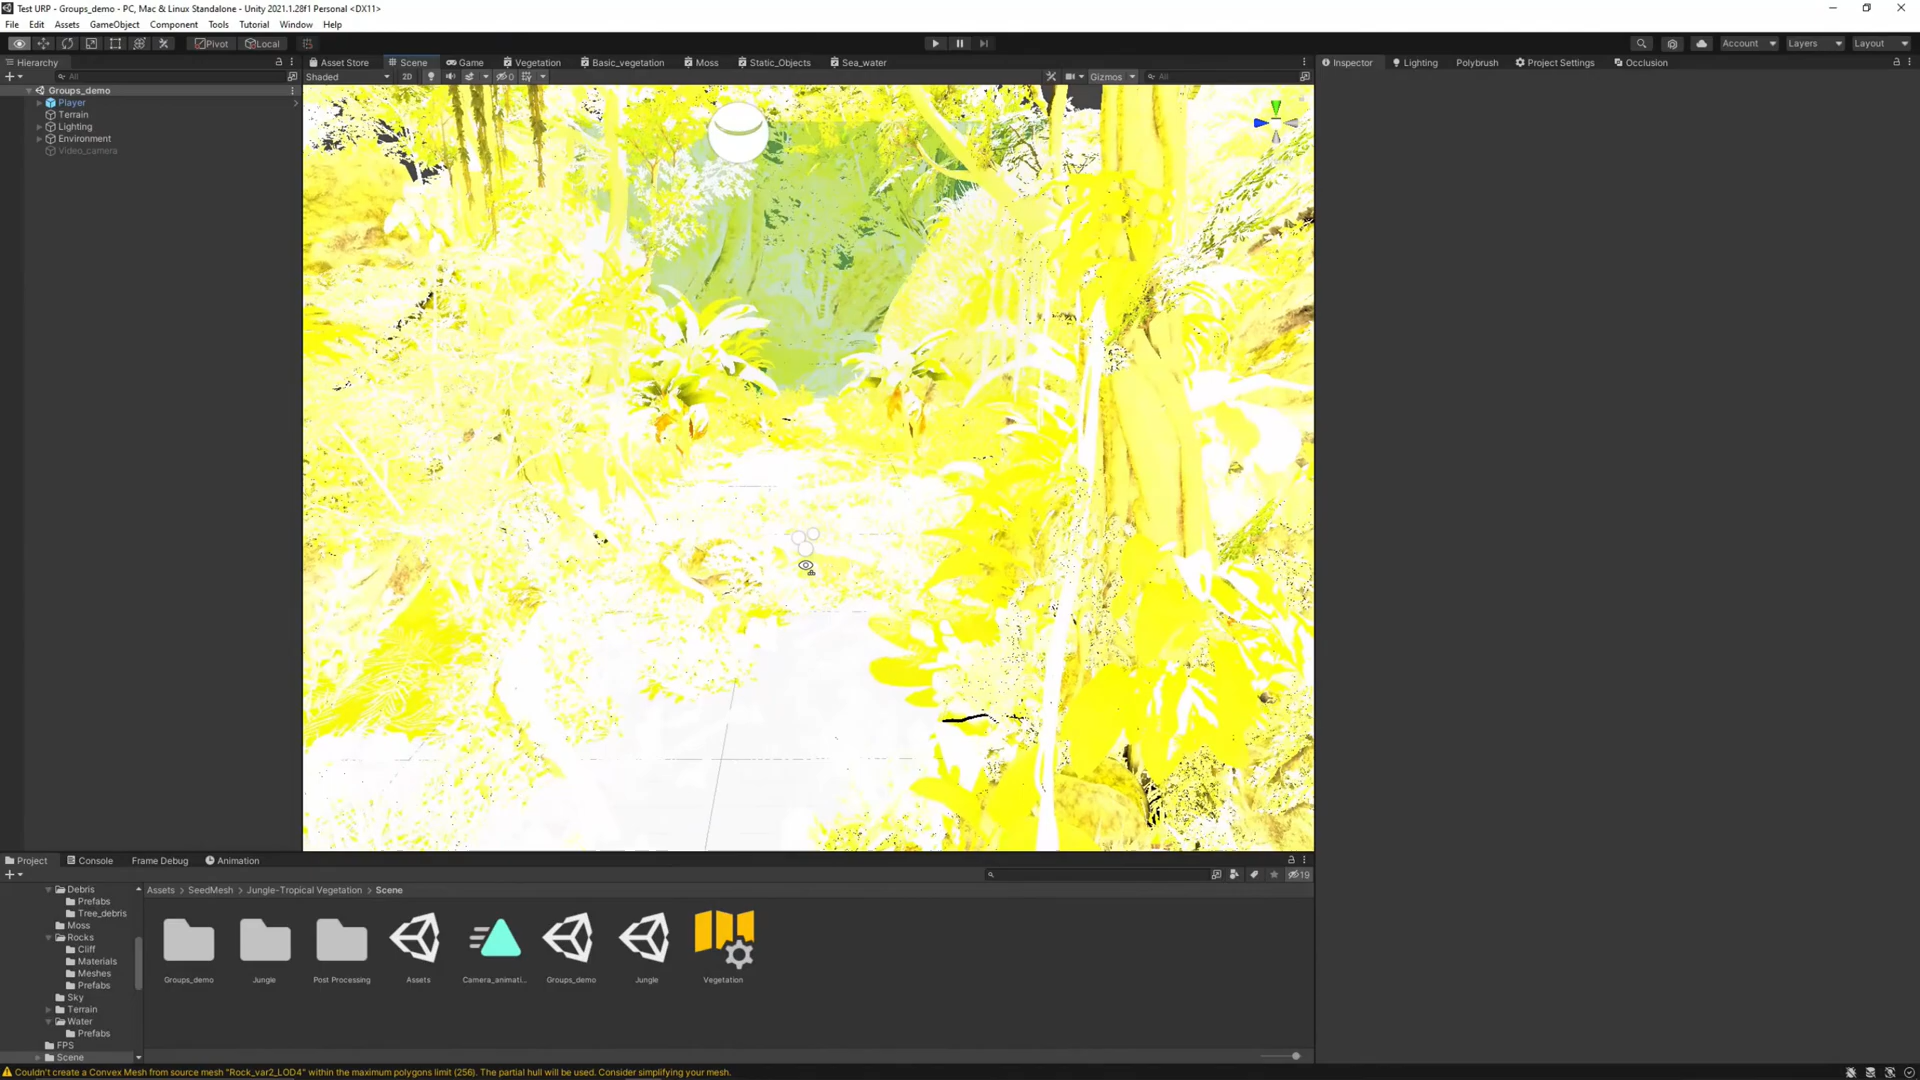 Test URP - Groups_demo - PC, Mac & Linux Standalone - Unity 2021.1.28f1 Personal <DX11>
File Edit Assets GameObject Component Tools Tutorial Window Help
Pivot Local Account Layers Layout
Hierarchy
All
Groups_demo
Player
Terrain
Lighting
Environment
Video_camera
Asset Store Scene Game Vegetation Basic_vegetation Moss Static_Objects Sea_water
Shaded 2D 0 Gizmos All
Inspector Lighting Polybrush Project Settings Occlusion
Project Console Frame Debug Animation
19
Debris
Prefabs
Tree_debris
Moss
Rocks
Cliff
Materials
Meshes
Prefabs
Sky
Terrain
Water
Prefabs
FPS
Scene
Assets > SeedMesh > Jungle-Tropical Vegetation > Scene
Groups_demo Jungle Post Processing Assets Camera_animati... Groups_demo Jungle Vegetation
Couldn't create a Convex Mesh from source mesh "Rock_var2_LOD4" within the maximum polygons limit (256). The partial hull will be used. Consider simplifying your mesh.